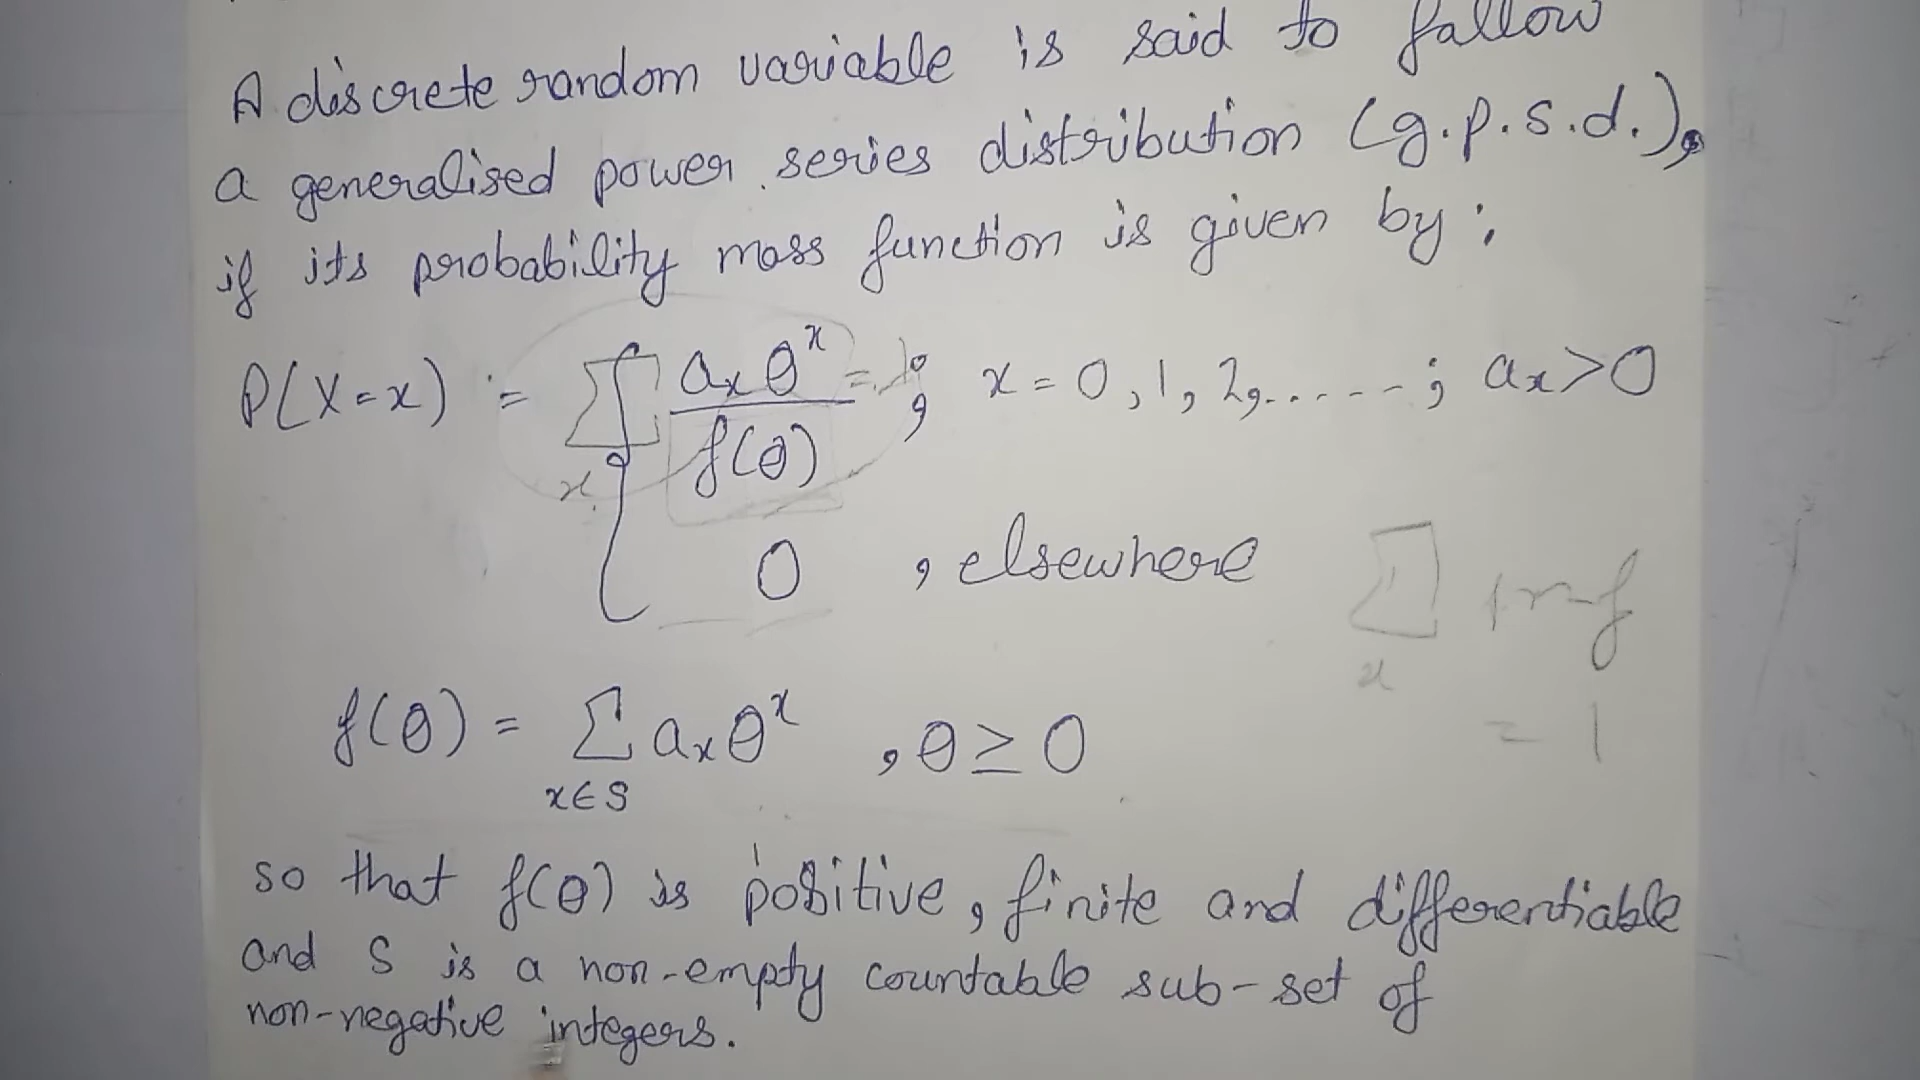 A discrete random variable is said to fallow
a generalised power series distribution (g.p.s.d.),
if its probability mass function is given by;
P(X=x) = { aₓθˣ / f(θ) ; x = 0, 1, 2, ...... ; aₓ > 0
0 , elsewhere
∑ₓ pmf
= 1
f(θ) = ∑ aₓθˣ , θ ≥ 0
x∈S
so that f(θ) is positive, finite and differentiable
and S is a non-empty countable sub-set of
non-negative integers.